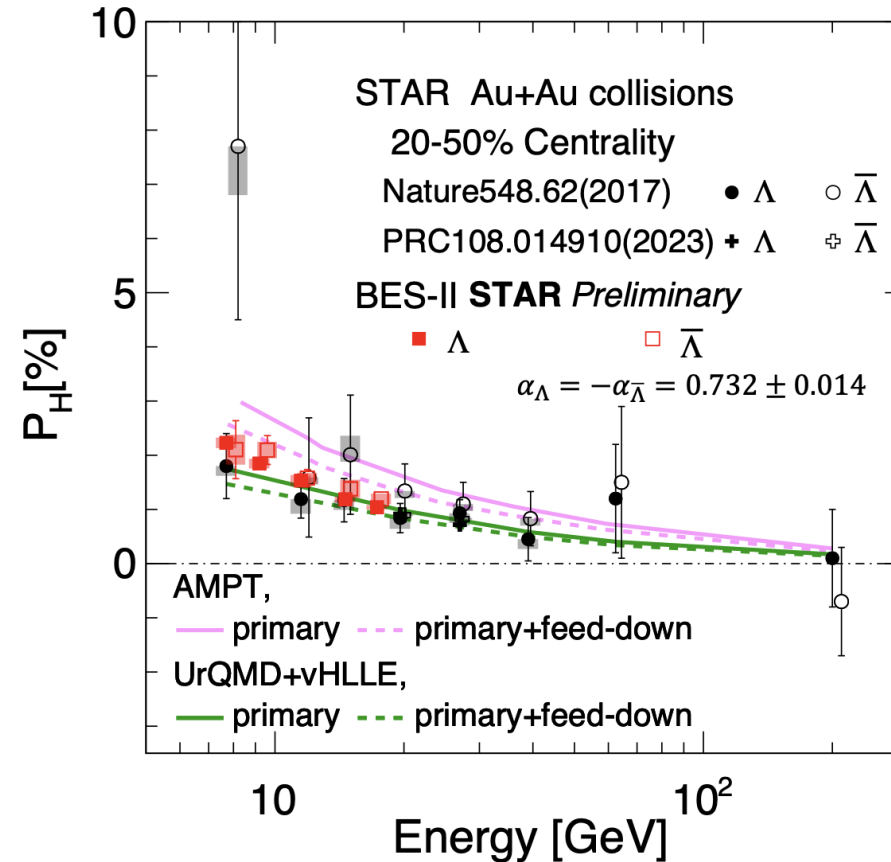 10
STAR Au+Au collisions
20-50% Centrality
Nature548.62(2017) Λ Λ̅
PRC108.014910(2023) Λ Λ̅
5
BES-II STAR Preliminary
Λ Λ̅
α_Λ = −α_Λ̅ = 0.732 ± 0.014
P_H[%]
0
AMPT,
primary primary+feed-down
UrQMD+vHLLE,
primary primary+feed-down
10 10²
Energy [GeV]